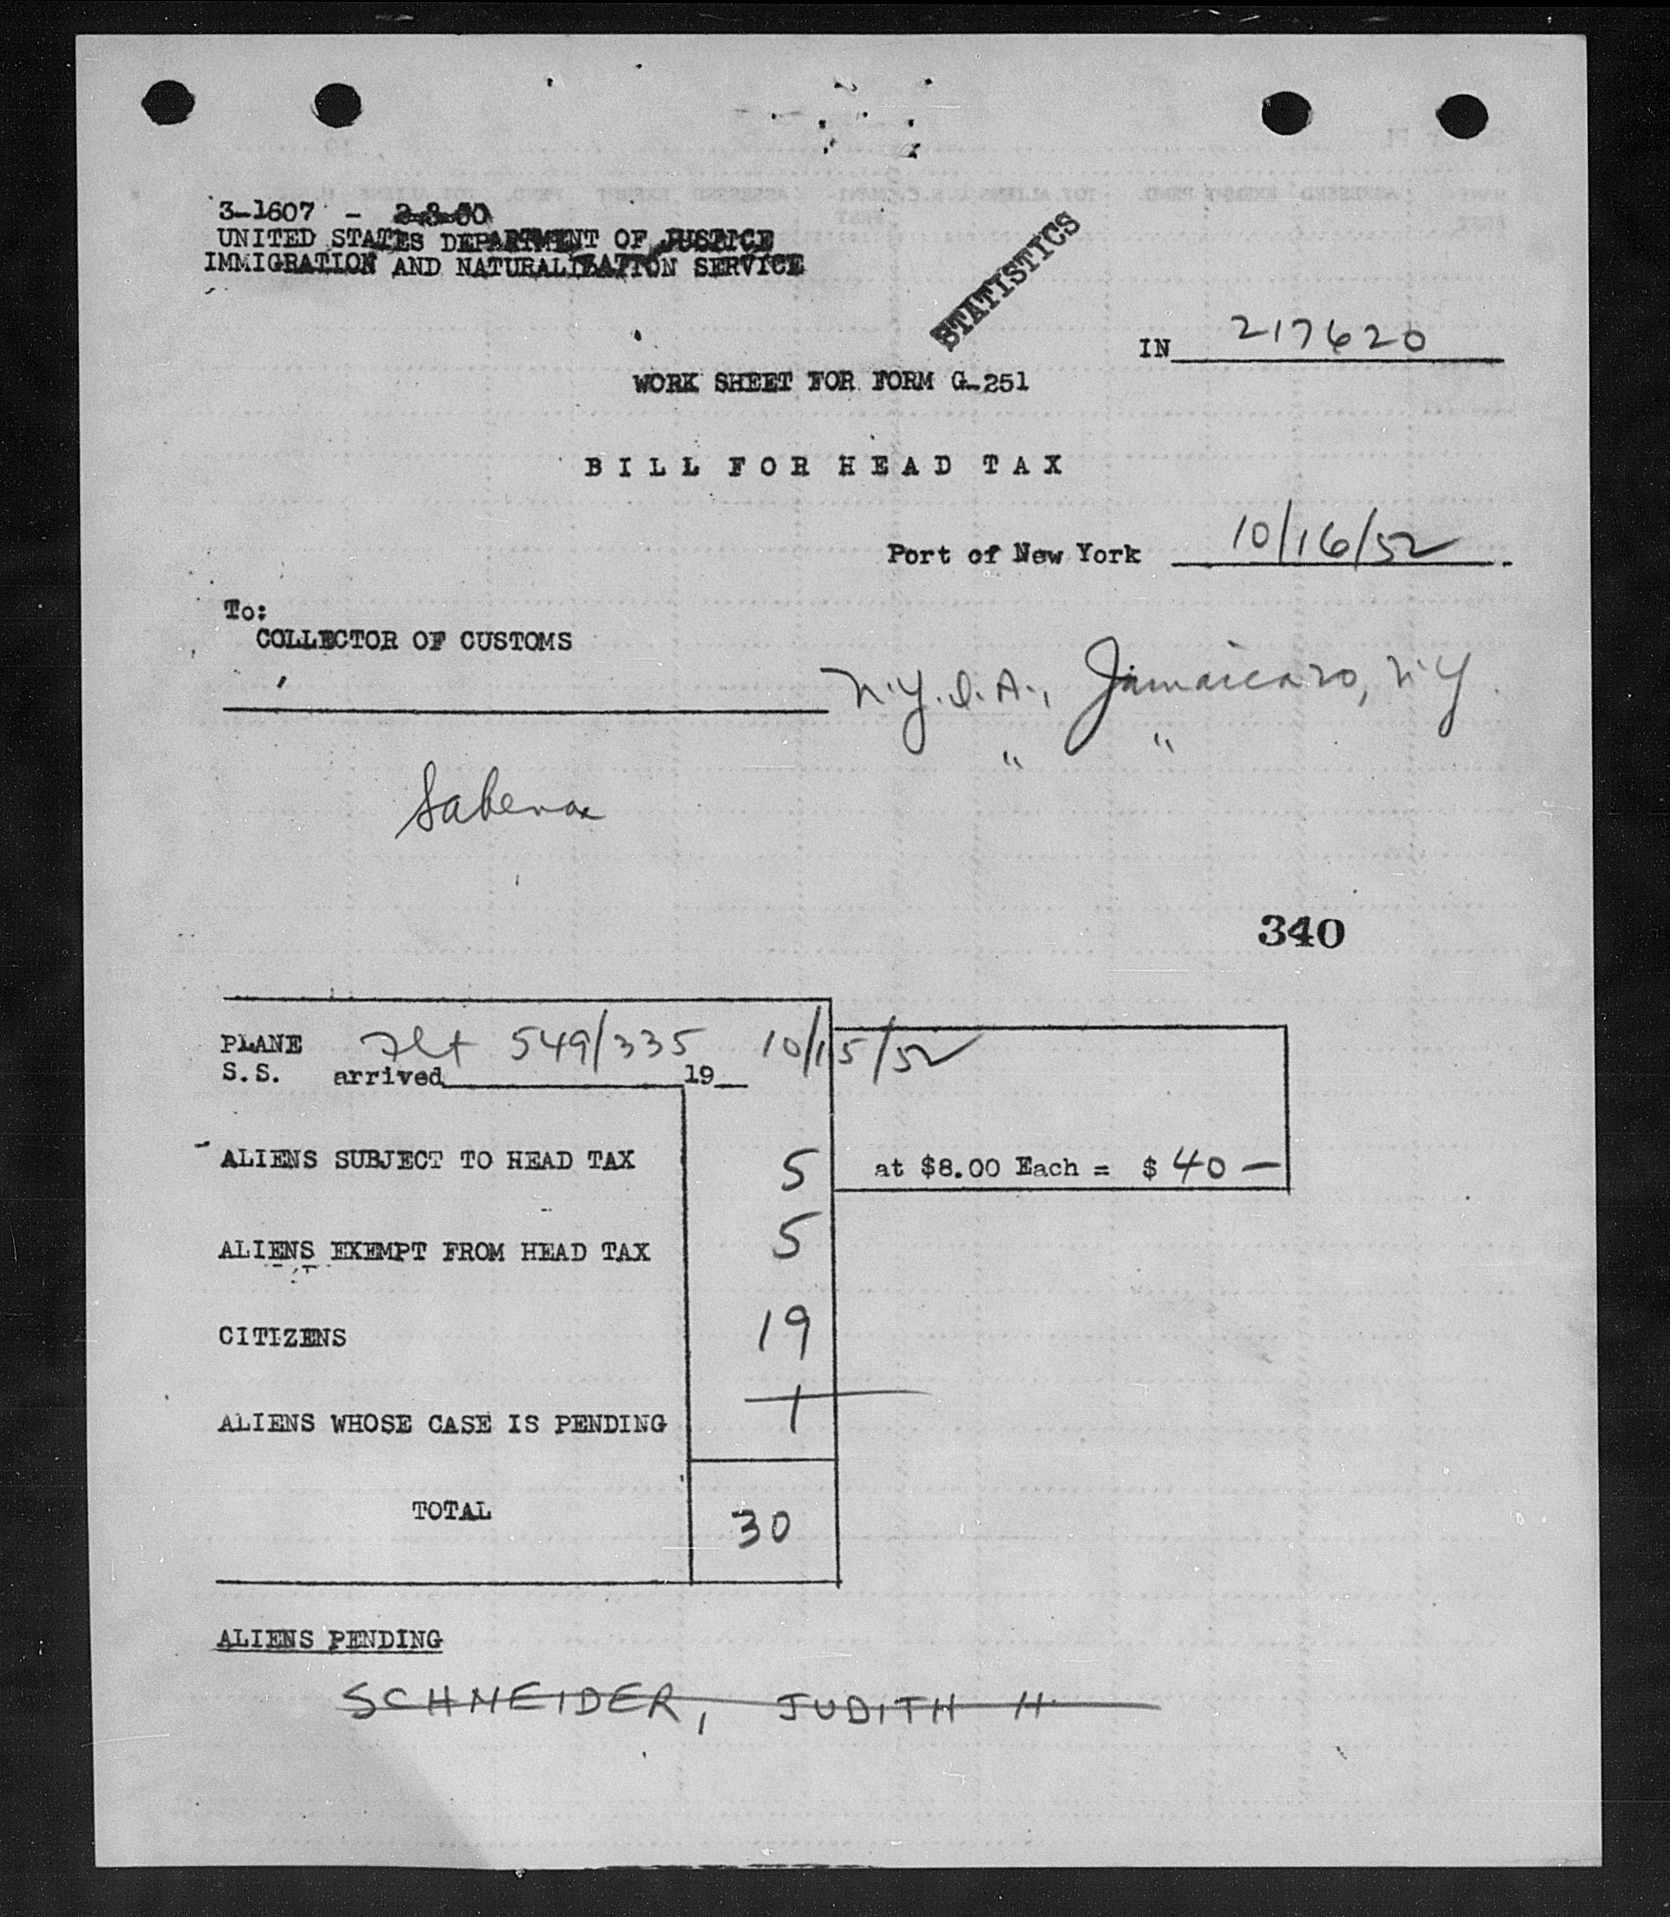 3-1607 - 2-3-50
UNITED STATES DEPARTMENT OF JUSTICE
IMMIGRATION AND NATURALIZATION SERVICE
STATISTICS
IN 217620
WORK SHEET FOR FORM G-251
BILL FOR HEAD TAX
Port of New York 10/16/52
To:
COLLECTOR OF CUSTOMS
N.Y.I.A., Jamaica 20, N.Y.
" "
Sabena
340
PLANE Flt 549/335 10/15/52
S.S. arrived 19
ALIENS SUBJECT TO HEAD TAX 5 at $8.00 Each = $ 40 —
ALIENS EXEMPT FROM HEAD TAX 5
CITIZENS 19
ALIENS WHOSE CASE IS PENDING 1
TOTAL 30
ALIENS PENDING
SCHNEIDER, JUDITH H